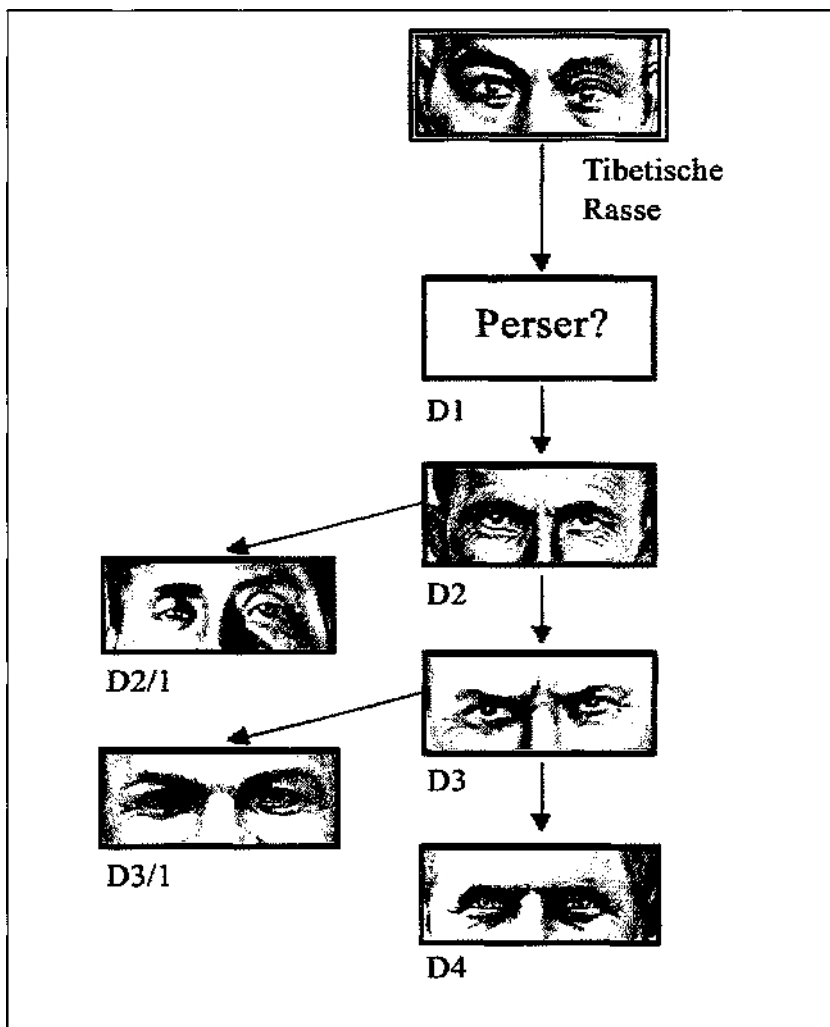 Tibetische
Rasse
Perser?
D1
D2
D2/1
D3
D3/1
D4